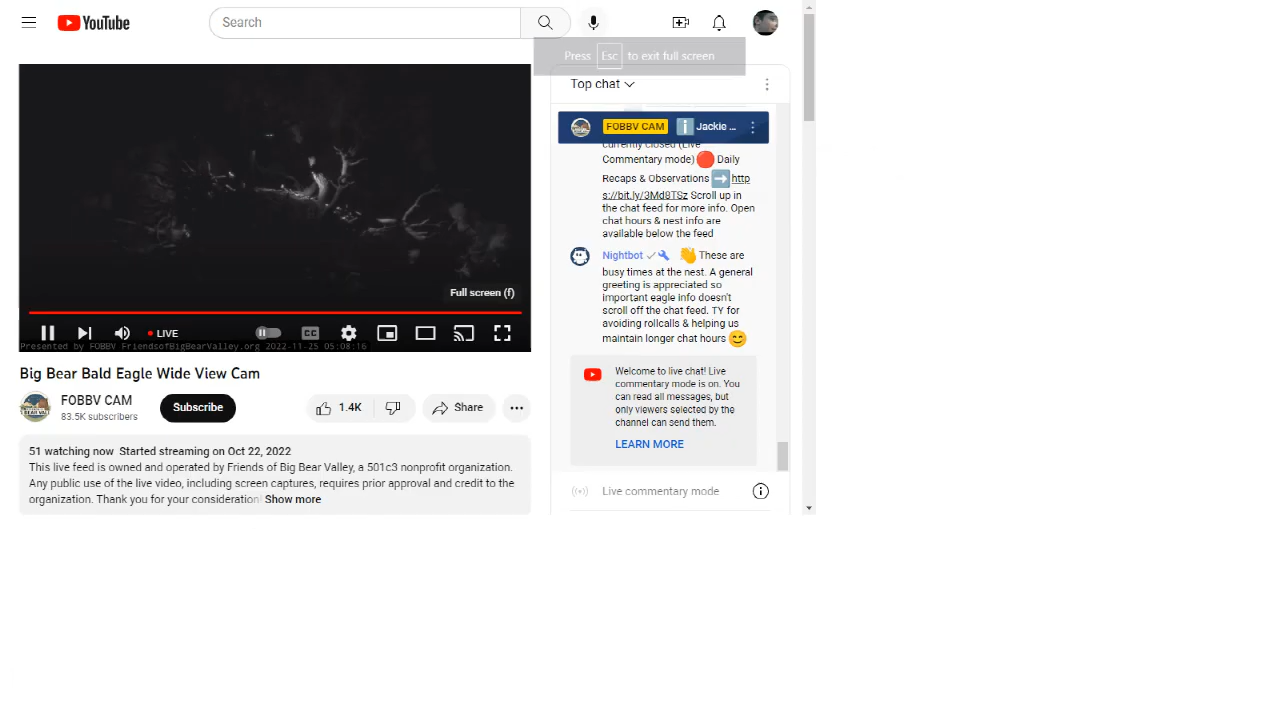 YouTube
Search
Press Esc to exit full screen
Top chat
FOBBV CAM Jackie ...
currently closed (Live
Commentary mode) 🔴 Daily
Recaps & Observations ➡️ http
s://bit.ly/3Md8TSz Scroll up in
the chat feed for more info. Open
chat hours & nest info are
available below the feed
Nightbot 👏 These are
busy times at the nest. A general
greeting is appreciated so
important eagle info doesn't
scroll off the chat feed. TY for
avoiding rollcalls & helping us
maintain longer chat hours 😊
Welcome to live chat! Live
commentary mode is on. You
can read all messages, but
only viewers selected by the
channel can send them.
LEARN MORE
Live commentary mode
Full screen (f)
LIVE
CC
Presented by FOBBV FriendsofBigBearValley.org 2022-11-25 05:08:16
Big Bear Bald Eagle Wide View Cam
FOBBV CAM
83.5K subscribers
Subscribe
1.4K
Share
51 watching now Started streaming on Oct 22, 2022
This live feed is owned and operated by Friends of Big Bear Valley, a 501c3 nonprofit organization.
Any public use of the live video, including screen captures, requires prior approval and credit to the
organization. Thank you for your consideration! Show more